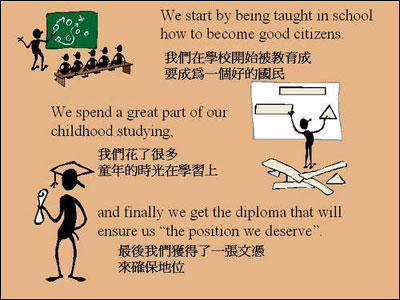 We start by being taught in school
how to become good citizens.
我們在學校開始被教育成
要成爲一個好的國民
We spend a great part of our
childhood studying,
我們花了很多
童年的時光在學習上
and finally we get the diploma that will
ensure us “the position we deserve”.
最後我們獲得了一張文憑
來確保地位